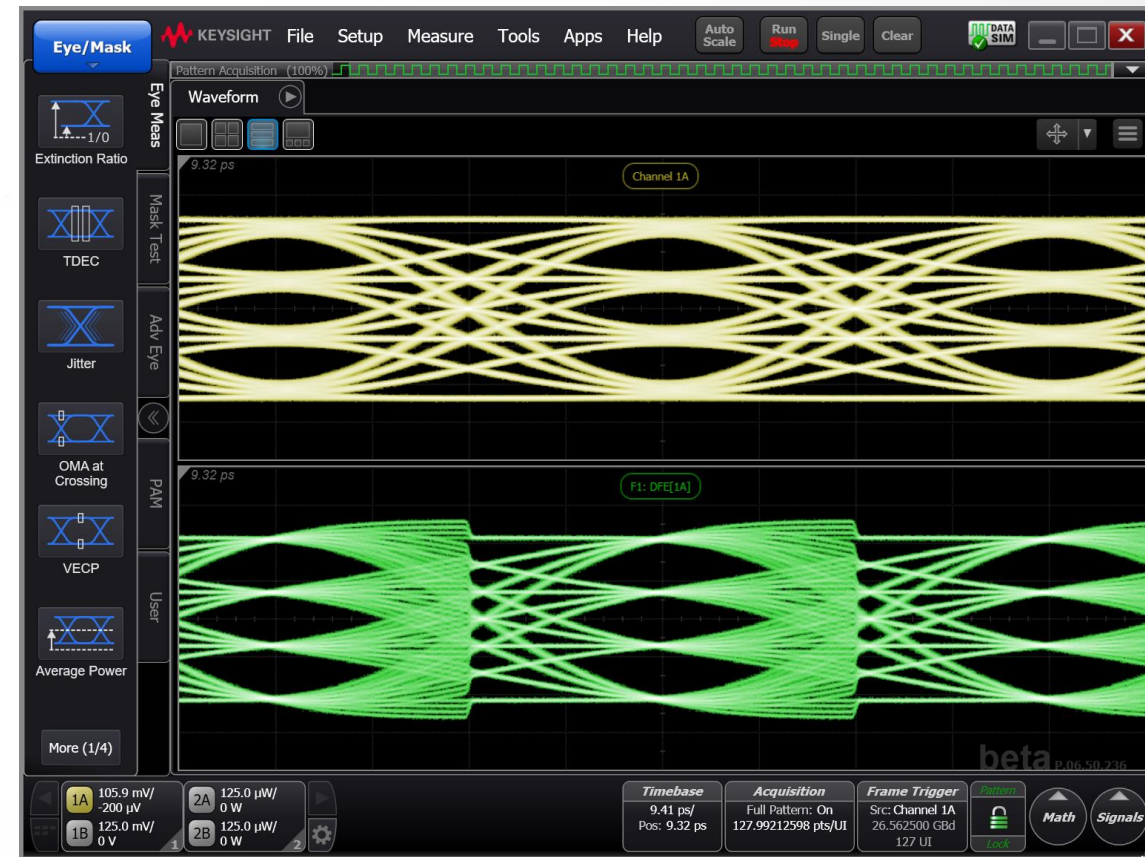 Eye/Mask
KEYSIGHT File Setup Measure Tools Apps Help
Auto Scale
Run
Stop
Single
Clear
DATA
SIM
X
Pattern Acquisition (100%)
Waveform
Eye Meas
Mask Test
Adv Eye
PAM
User
1/0
Extinction Ratio
TDEC
Jitter
OMA at
Crossing
VECP
Average Power
More (1/4)
9.32 ps
Channel 1A
9.32 ps
F1: DFE[1A]
beta P.06.50.236
1A 105.9 mV/
-200 µV
1B 125.0 mV/
0 V
1
2A 125.0 µW/
0 W
2B 125.0 µW/
0 W
2
Timebase
9.41 ps/
Pos: 9.32 ps
Acquisition
Full Pattern: On
127.99212598 pts/UI
Frame Trigger
Src: Channel 1A
26.562500 GBd
127 UI
Pattern
Lock
Math
Signals